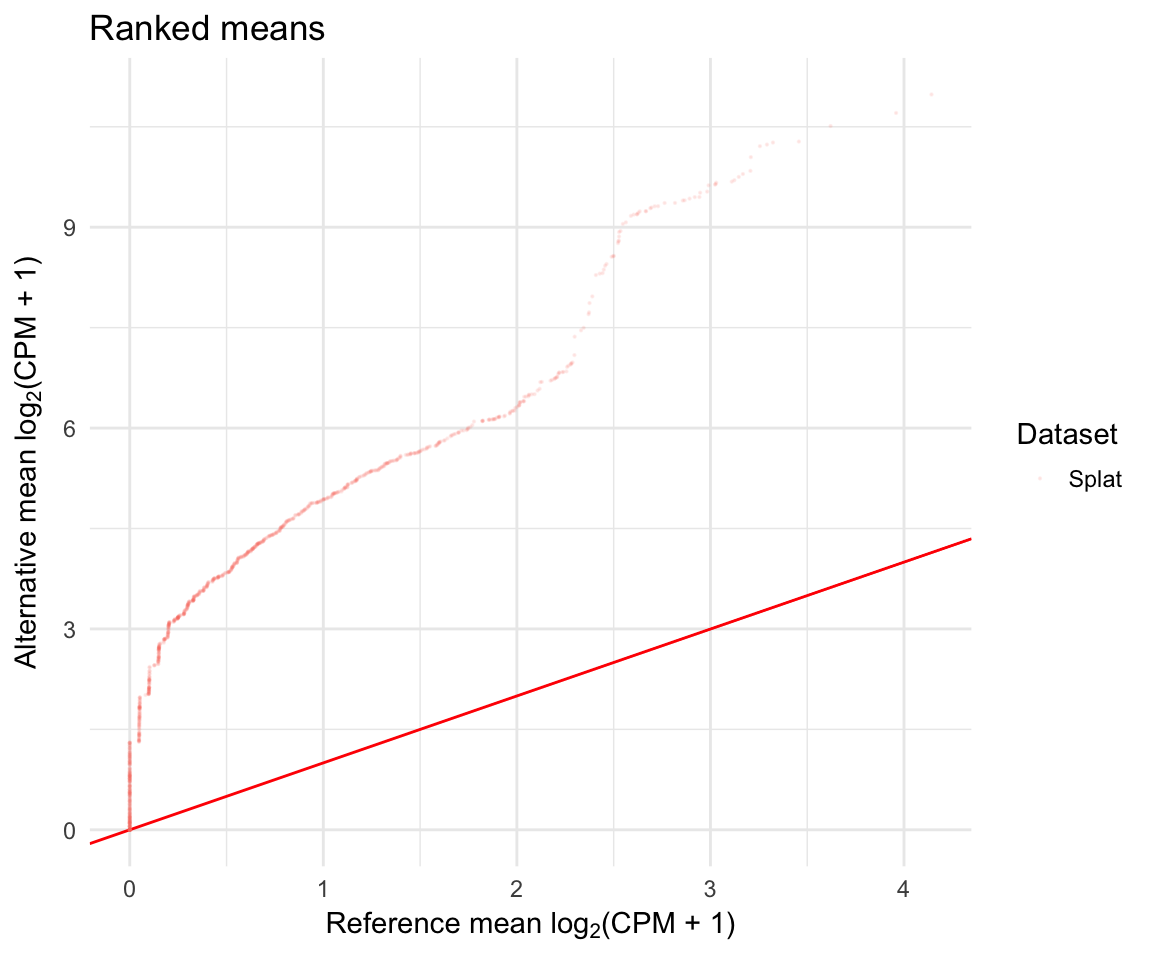 Ranked means
Alternative mean log₂(CPM + 1)
9
6
3
0
0 1 2 3 4
Reference mean log₂(CPM + 1)
Dataset
Splat